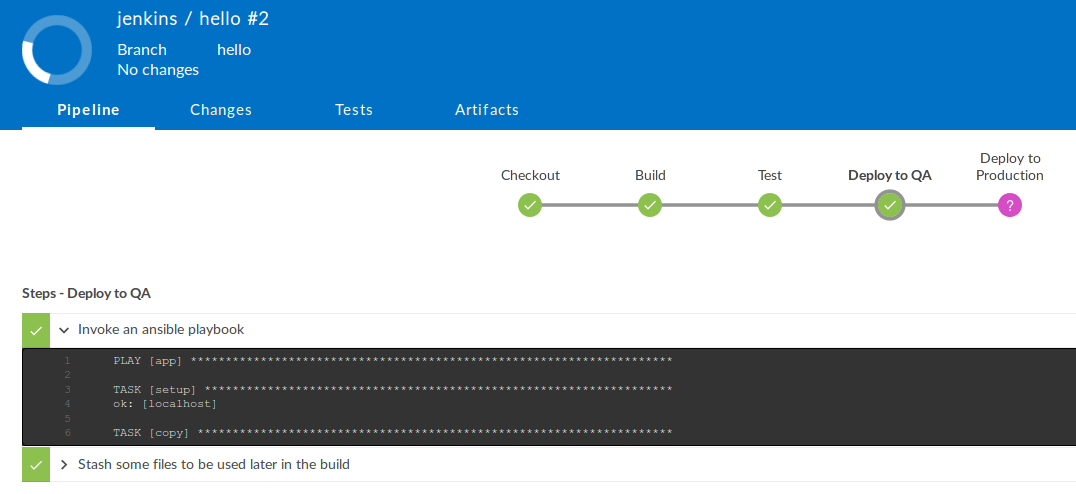 jenkins / hello #2
Branch hello
No changes
Pipeline Changes Tests Artifacts
Checkout Build Test Deploy to QA Deploy to Production
?
Steps - Deploy to QA
Invoke an ansible playbook
1 PLAY [app] *********************************************************************
2
3 TASK [setup] *******************************************************************
4 ok: [localhost]
5
6 TASK [copy] ********************************************************************
Stash some files to be used later in the build